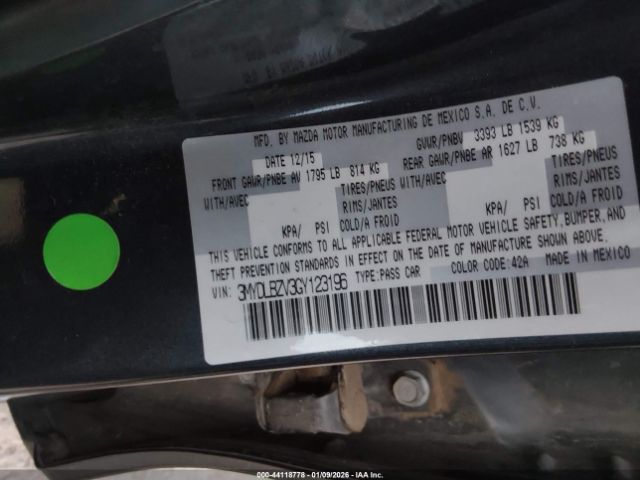 MFD. BY MAZDA MOTOR MANUFACTURING DE MEXICO S.A. DE C.V.
DATE 12/15 GVWR/PNBV 3393 LB 1539 KG
FRONT GAWR/PNBE AV 1795 LB 814 KG REAR GAWR/PNBE AR 1627 LB 738 KG
WITH/AVEC TIRES/PNEUS WITH/AVEC TIRES/PNEUS
RIMS/JANTES RIMS/JANTES
KPA/ PSI COLD/A FROID KPA/ PSI COLD/A FROID
THIS VEHICLE CONFORMS TO ALL APPLICABLE FEDERAL MOTOR VEHICLE SAFETY, BUMPER, AND
THEFT PREVENTION STANDARDS IN EFFECT ON THE DATE OF MANUFACTURE SHOWN ABOVE.
VIN: 3MYDLBZV3GY123196 TYPE:PASS CAR COLOR CODE:42A MADE IN MEXICO
000-44118778 - 01/09/2026 - IAA Inc.